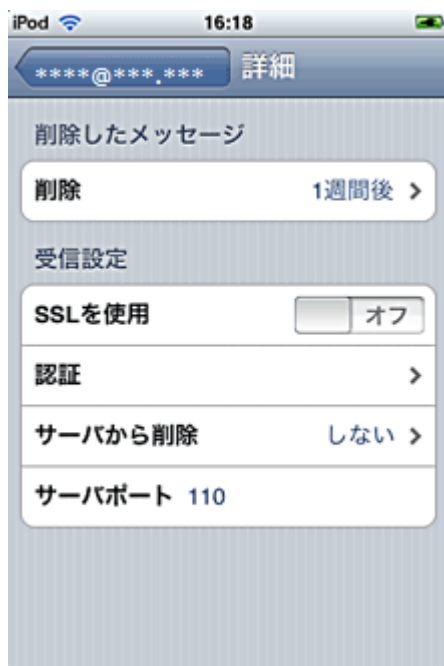 iPod 16:18
****@***.*** 詳細
削除したメッセージ
削除 1週間後
受信設定
SSLを使用 オフ
認証
サーバから削除 しない
サーバポート 110